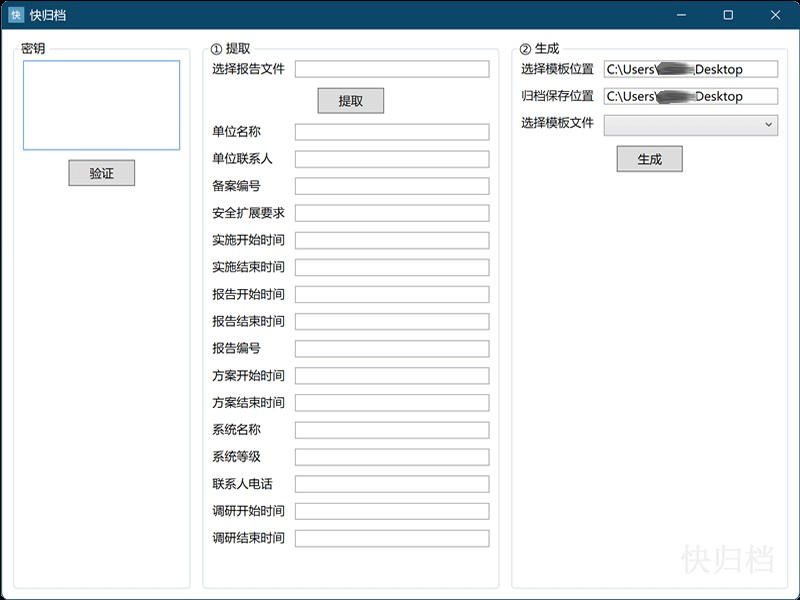 快 快归档
密钥
验证
① 提取
选择报告文件
提取
单位名称
单位联系人
备案编号
安全扩展要求
实施开始时间
实施结束时间
报告开始时间
报告结束时间
报告编号
方案开始时间
方案结束时间
系统名称
系统等级
联系人电话
调研开始时间
调研结束时间
② 生成
选择模板位置 C:\Users\ Desktop
归档保存位置 C:\Users\ Desktop
选择模板文件
生成
快归档